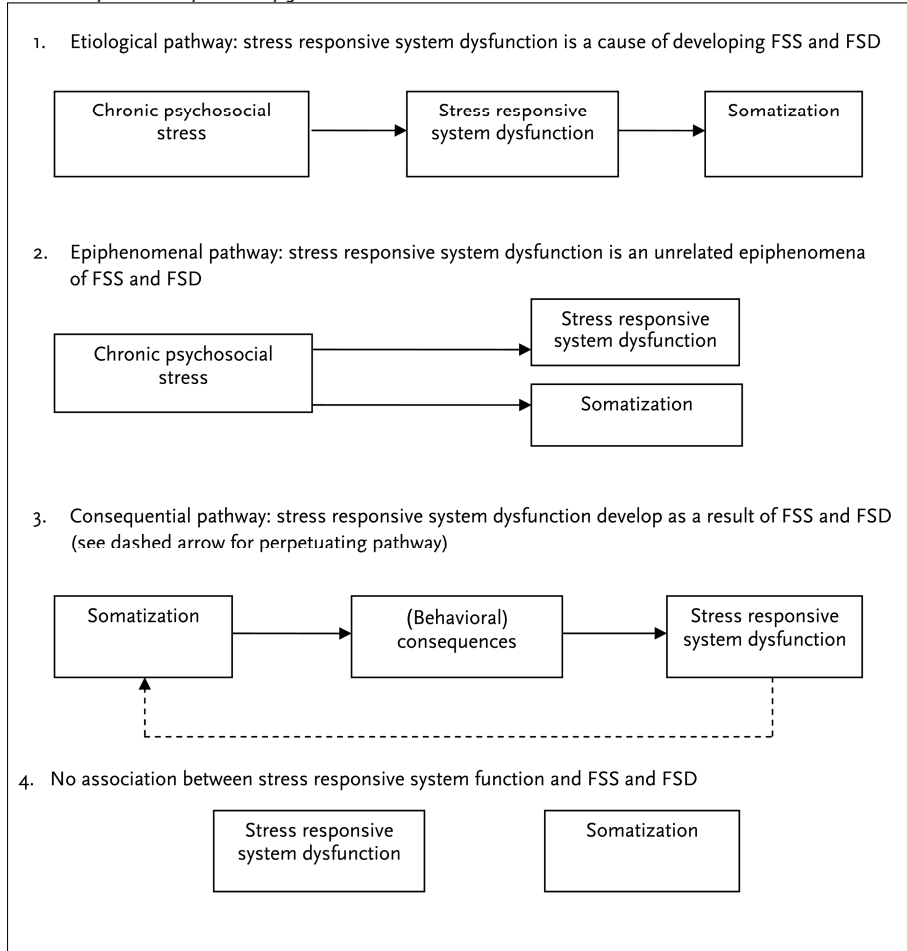 1. Etiological pathway: stress responsive system dysfunction is a cause of developing FSS and FSD
Chronic psychosocial
stress
Stress responsive
system dysfunction
Somatization
2. Epiphenomenal pathway: stress responsive system dysfunction is an unrelated epiphenomena
of FSS and FSD
Chronic psychosocial
stress
Stress responsive
system dysfunction
Somatization
3. Consequential pathway: stress responsive system dysfunction develop as a result of FSS and FSD
(see dashed arrow for perpetuating pathway)
Somatization
(Behavioral)
consequences
Stress responsive
system dysfunction
4. No association between stress responsive system function and FSS and FSD
Stress responsive
system dysfunction
Somatization